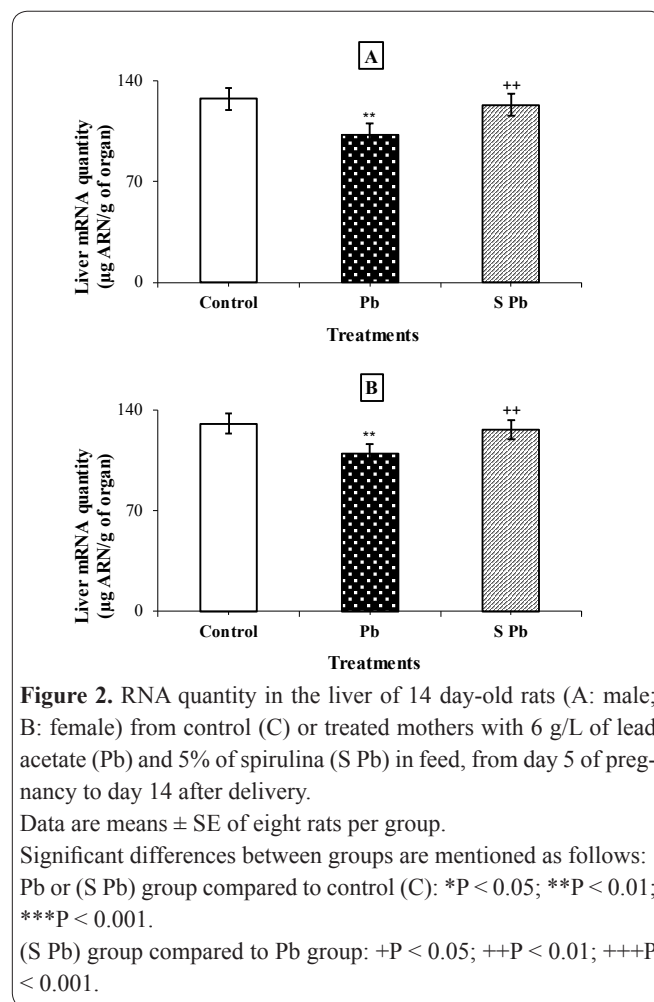 A
Liver mRNA quantity
(µg ARN/g of organ)
140
**
++
70
0
Control Pb S Pb
Treatments
B
Liver mRNA quantity
(µg ARN/g of organ)
140
**
++
70
0
Control Pb S Pb
Treatments
Figure 2. RNA quantity in the liver of 14 day-old rats (A: male;
B: female) from control (C) or treated mothers with 6 g/L of lead
acetate (Pb) and 5% of spirulina (S Pb) in feed, from day 5 of preg-
nancy to day 14 after delivery.
Data are means ± SE of eight rats per group.
Significant differences between groups are mentioned as follows:
Pb or (S Pb) group compared to control (C): *P < 0.05; **P < 0.01;
***P < 0.001.
(S Pb) group compared to Pb group: +P < 0.05; ++P < 0.01; +++P
< 0.001.